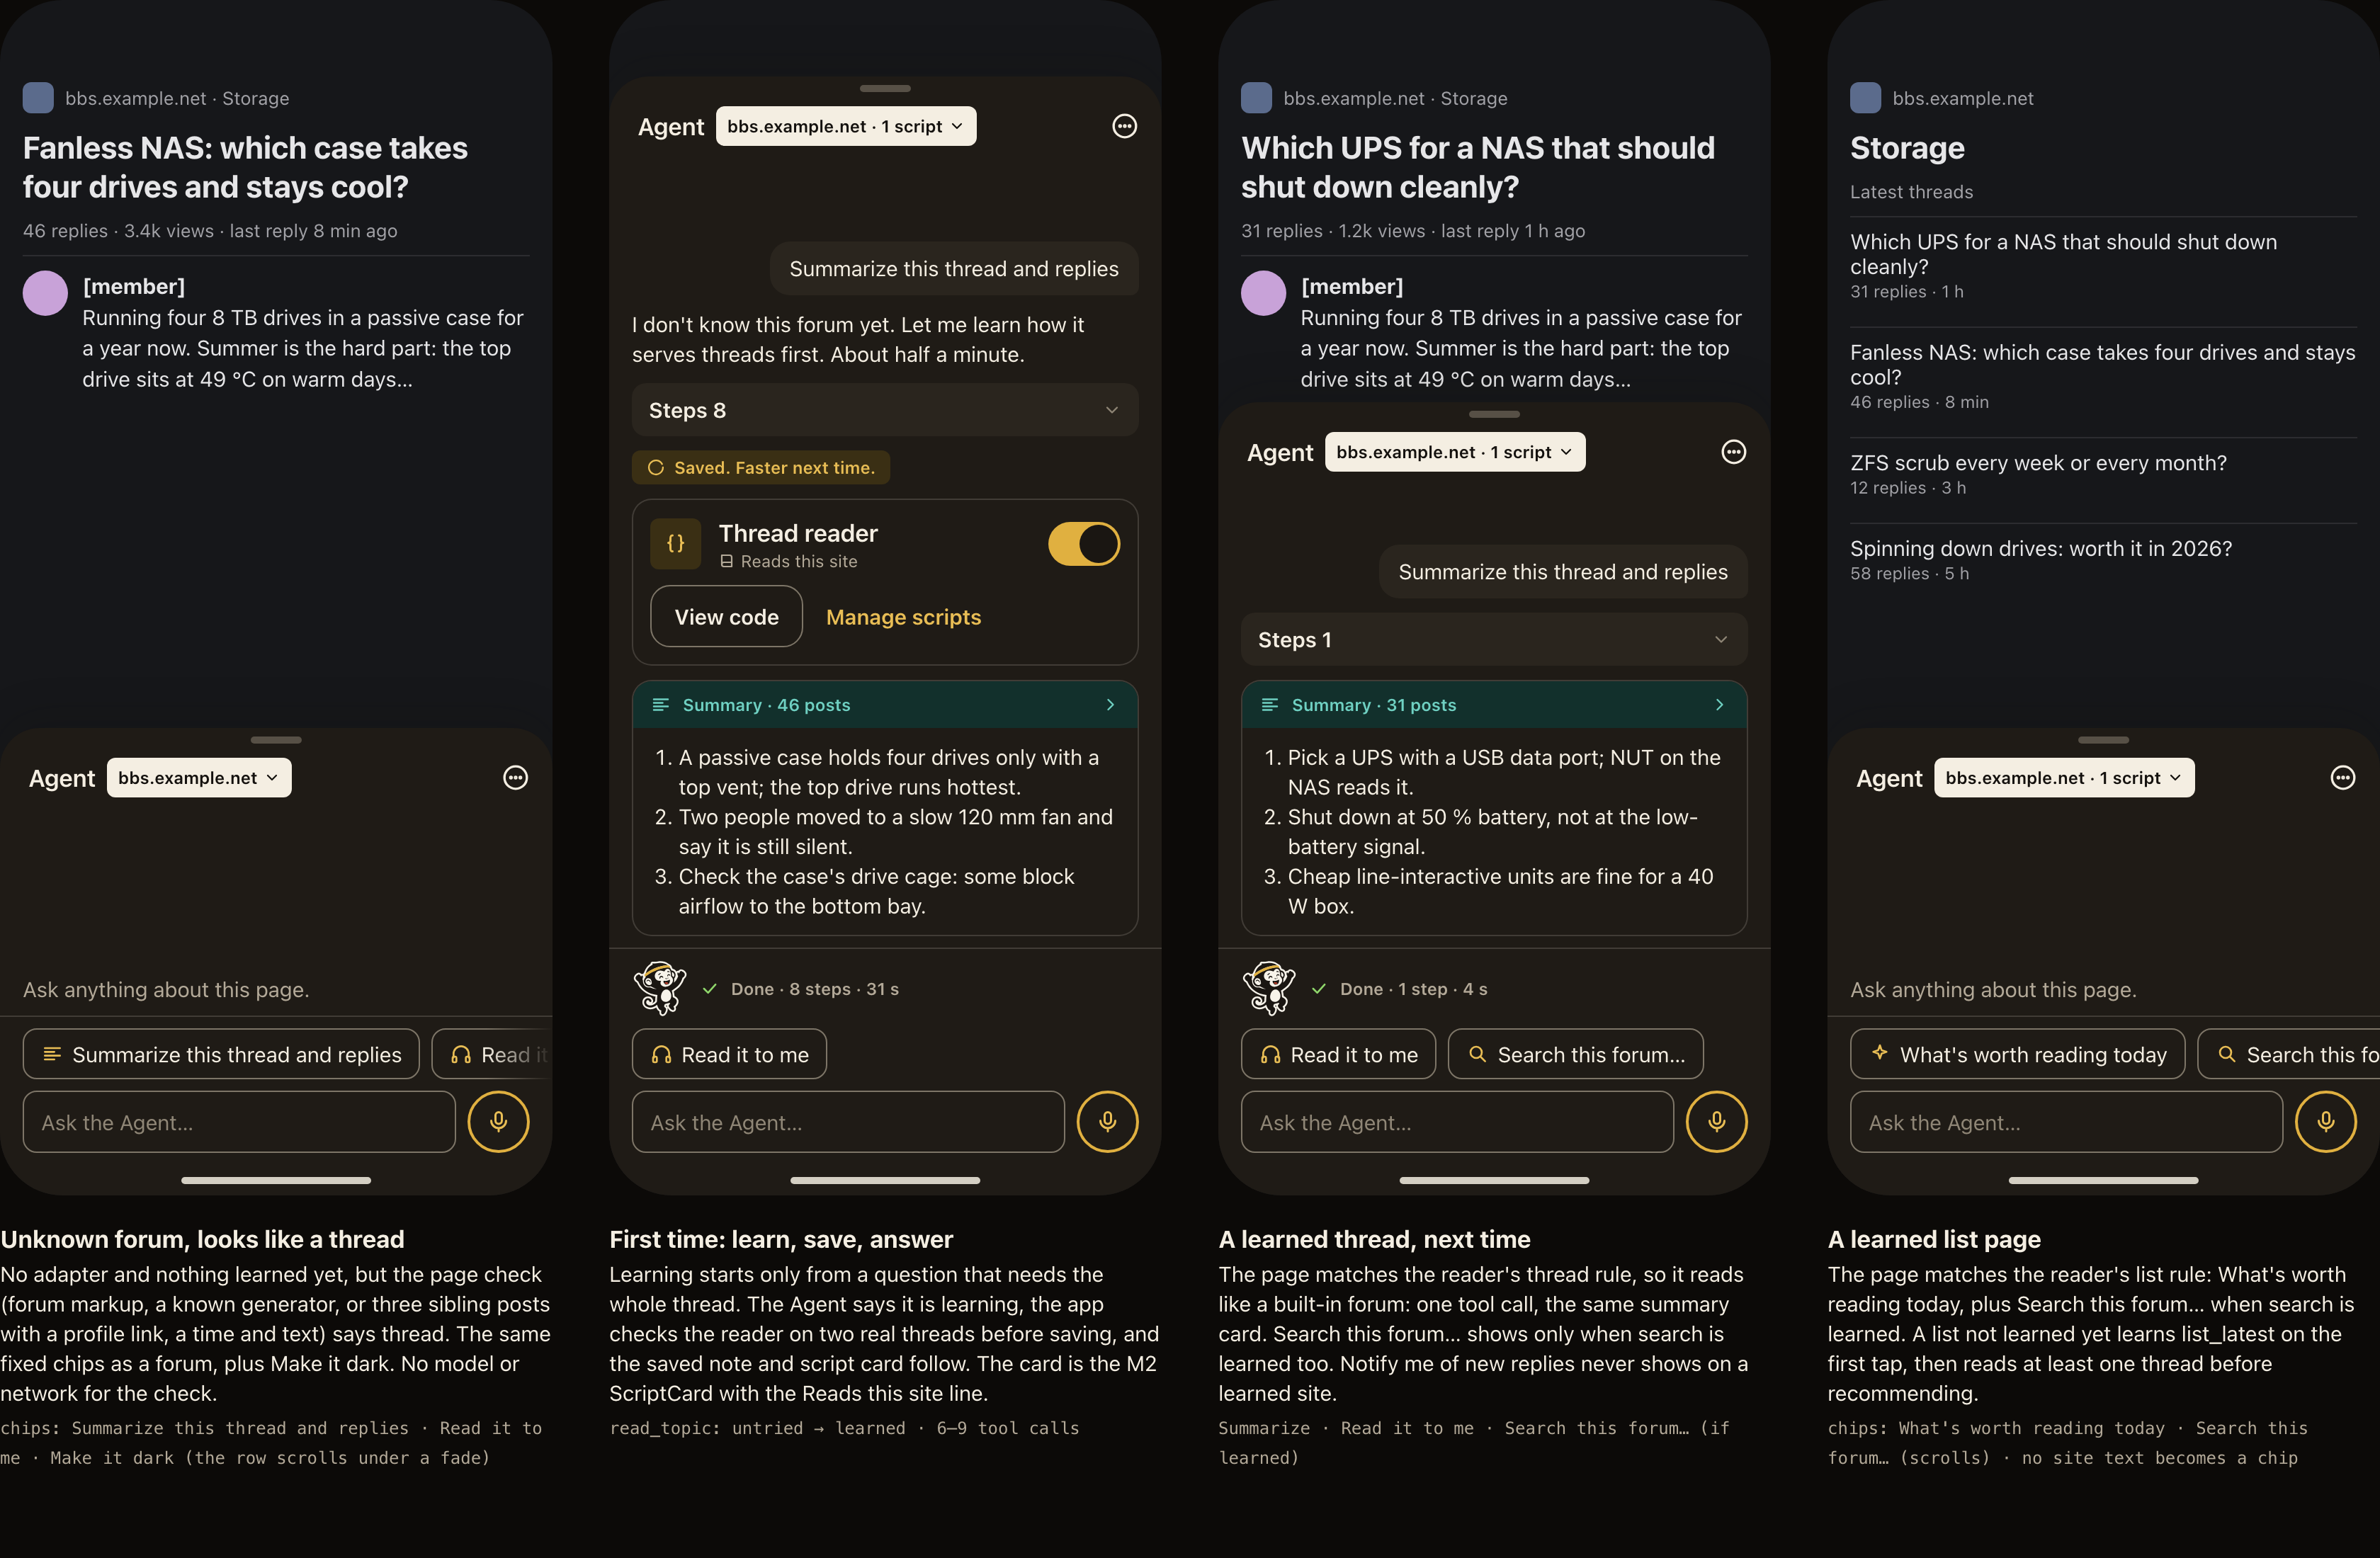 bbs.example.net · Storage
Fanless NAS: which case takes
four drives and stays cool?
46 replies · 3.4k views · last reply 8 min ago
[member]
Running four 8 TB drives in a passive case for
a year now. Summer is the hard part: the top
drive sits at 49 °C on warm days...
Agent
bbs.example.net
Ask anything about this page.
Summarize this thread and replies
Read it
Ask the Agent...
Unknown forum, looks like a thread
No adapter and nothing learned yet, but the page check
(forum markup, a known generator, or three sibling posts
with a profile link, a time and text) says thread. The same
fixed chips as a forum, plus Make it dark. No model or
network for the check.
chips: Summarize this thread and replies · Read it to
me · Make it dark (the row scrolls under a fade)
Agent
bbs.example.net · 1 script
Summarize this thread and replies
I don't know this forum yet. Let me learn how it
serves threads first. About half a minute.
Steps 8
Saved. Faster next time.
{}
Thread reader
Reads this site
View code
Manage scripts
Summary · 46 posts
1. A passive case holds four drives only with a
top vent; the top drive runs hottest.
2. Two people moved to a slow 120 mm fan and
say it is still silent.
3. Check the case's drive cage: some block
airflow to the bottom bay.
Done · 8 steps · 31 s
Read it to me
Ask the Agent...
First time: learn, save, answer
Learning starts only from a question that needs the
whole thread. The Agent says it is learning, the app
checks the reader on two real threads before saving, and
the saved note and script card follow. The card is the M2
ScriptCard with the Reads this site line.
read_topic: untried → learned · 6–9 tool calls
bbs.example.net · Storage
Which UPS for a NAS that should
shut down cleanly?
31 replies · 1.2k views · last reply 1 h ago
[member]
Running four 8 TB drives in a passive case for
a year now. Summer is the hard part: the top
drive sits at 49 °C on warm days...
Agent
bbs.example.net · 1 script
Summarize this thread and replies
Steps 1
Summary · 31 posts
1. Pick a UPS with a USB data port; NUT on the
NAS reads it.
2. Shut down at 50 % battery, not at the low-
battery signal.
3. Cheap line-interactive units are fine for a 40
W box.
Done · 1 step · 4 s
Read it to me
Search this forum...
Ask the Agent...
A learned thread, next time
The page matches the reader's thread rule, so it reads
like a built-in forum: one tool call, the same summary
card. Search this forum... shows only when search is
learned too. Notify me of new replies never shows on a
learned site.
Summarize · Read it to me · Search this forum… (if
learned)
bbs.example.net
Storage
Latest threads
Which UPS for a NAS that should shut down
cleanly?
31 replies · 1 h
Fanless NAS: which case takes four drives and stays
cool?
46 replies · 8 min
ZFS scrub every week or every month?
12 replies · 3 h
Spinning down drives: worth it in 2026?
58 replies · 5 h
Agent
bbs.example.net · 1 script
Ask anything about this page.
What's worth reading today
Search this fo
Ask the Agent...
A learned list page
The page matches the reader's list rule: What's worth
reading today, plus Search this forum... when search is
learned. A list not learned yet learns list_latest on the
first tap, then reads at least one thread before
recommending.
chips: What's worth reading today · Search this
forum… (scrolls) · no site text becomes a chip